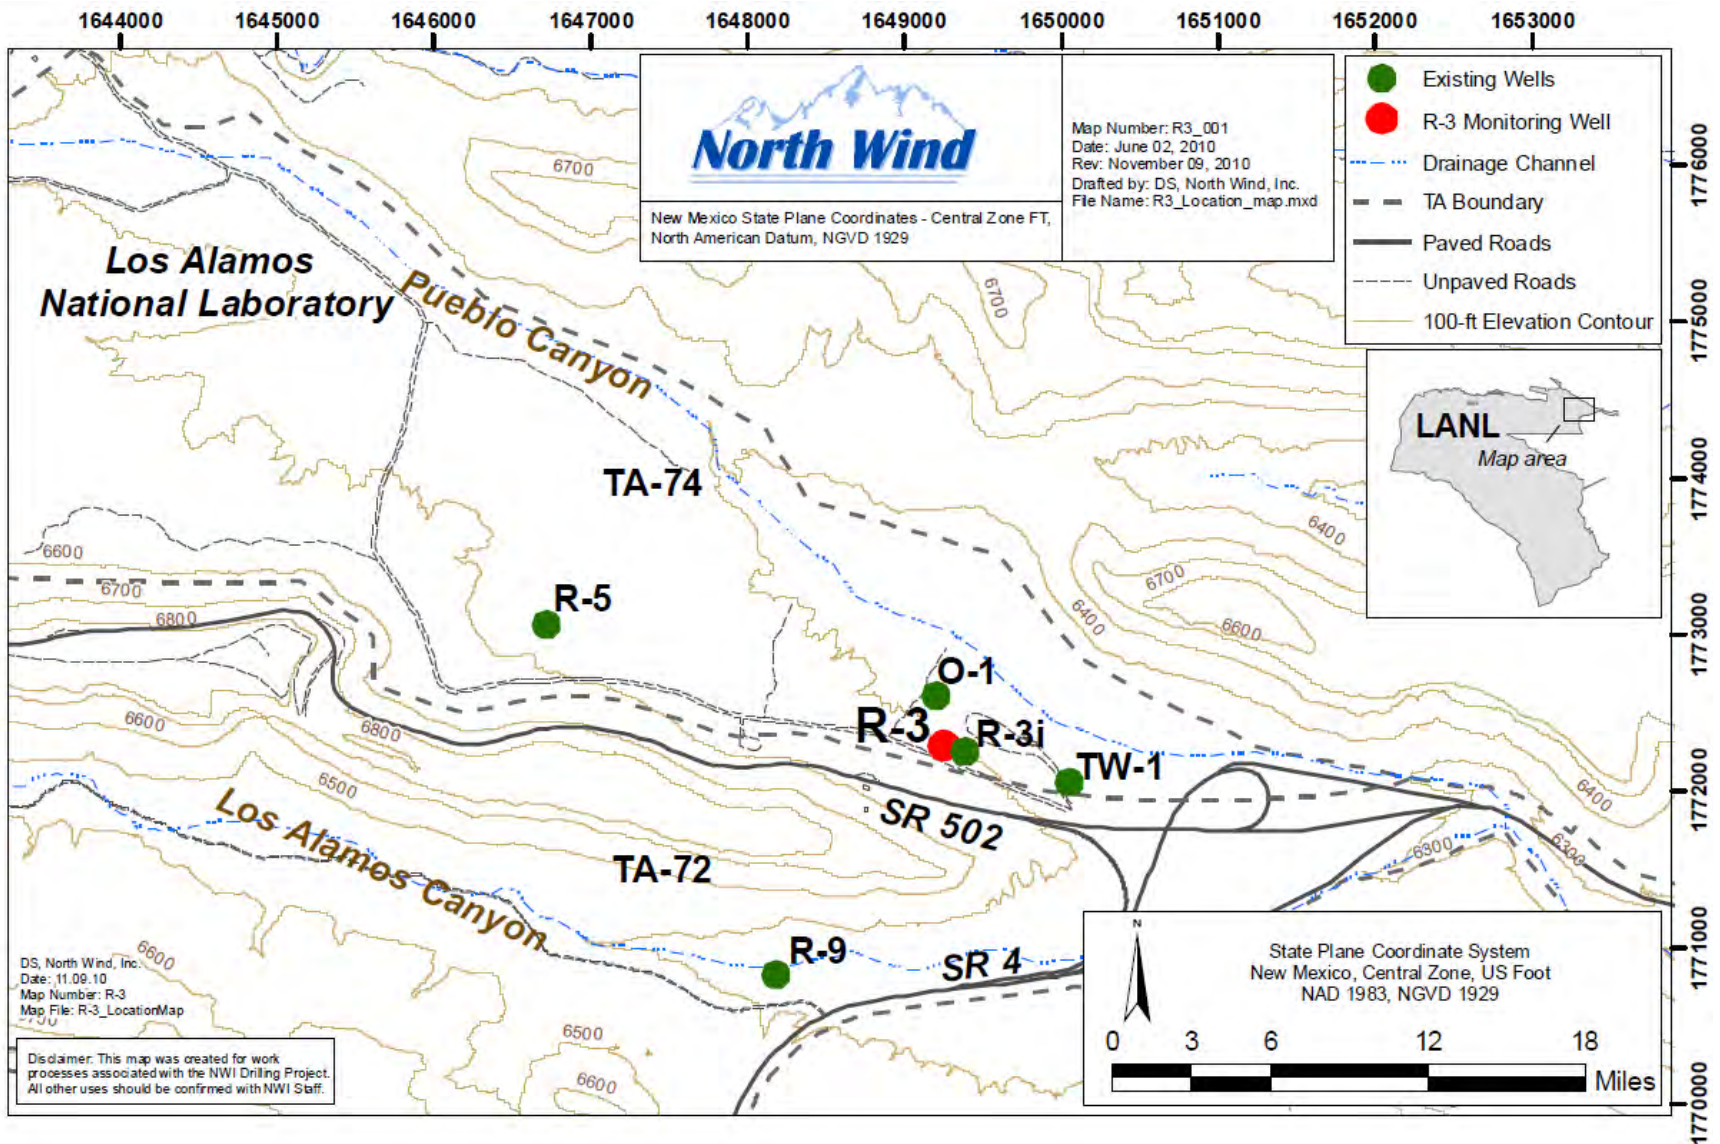 1644000 1645000 1646000 1647000 1648000 1649000 1650000 1651000 1652000 1653000
North Wind
New Mexico State Plane Coordinates - Central Zone FT,
North American Datum, NGVD 1929
Map Number: R3_001
Date: June 02, 2010
Rev: November 09, 2010
Drafted by: DS, North Wind, Inc.
File Name: R3_Location_map.mxd
Existing Wells
R-3 Monitoring Well
Drainage Channel
TA Boundary
Paved Roads
Unpaved Roads
100-ft Elevation Contour
1776000
1775000
1774000
1773000
1772000
1771000
1770000
LANL
Map area
Los Alamos
National Laboratory
Pueblo Canyon
6700
6700
TA-74
6400
6700
6600
6400
6600
6700
6800
R-5
O-1
R-3
R-3i
TW-1
6600
6800
6500
SR 502
6400
6300
6300
Los Alamos Canyon
TA-72
R-9
SR 4
6600
6500
6600
DS, North Wind, Inc.
Date: 11.09.10
Map Number: R-3
Map File: R-3_LocationMap
6700
Disclaimer: This map was created for work
processes associated with the NWI Drilling Project.
All other uses should be confirmed with NWI Staff.
N
State Plane Coordinate System
New Mexico, Central Zone, US Foot
NAD 1983, NGVD 1929
0 3 6 12 18
Miles